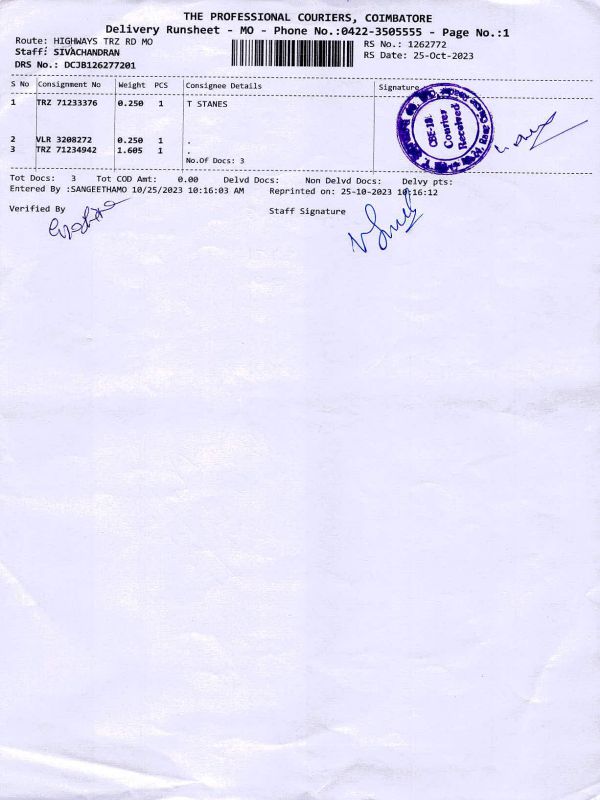 THE PROFESSIONAL COURIERS, COIMBATORE
Delivery Runsheet - MO - Phone No.:0422-3505555 - Page No.:1
Route: HIGHWAYS TRZ RD MO
RS No.: 1262772
Staff: SIVACHANDRAN
RS Date: 25-Oct-2023
DRS No.: DCJB126277201
S No Consignment No Weight PCS Consignee Details Signature
1 TRZ 71233376 0.250 1 T STANES
2 VLR 3208272 0.250 1 .
3 TRZ 71234942 1.605 1 .
No.Of Docs: 3
CBE-18.
Courier
Received
Tot Docs: 3 Tot COD Amt: 0.00 Delvd Docs: Non Delvd Docs: Delvy pts:
Entered By :SANGEETHAMO 10/25/2023 10:16:03 AM Reprinted on: 25-10-2023 10:16:12
Verified By Staff Signature